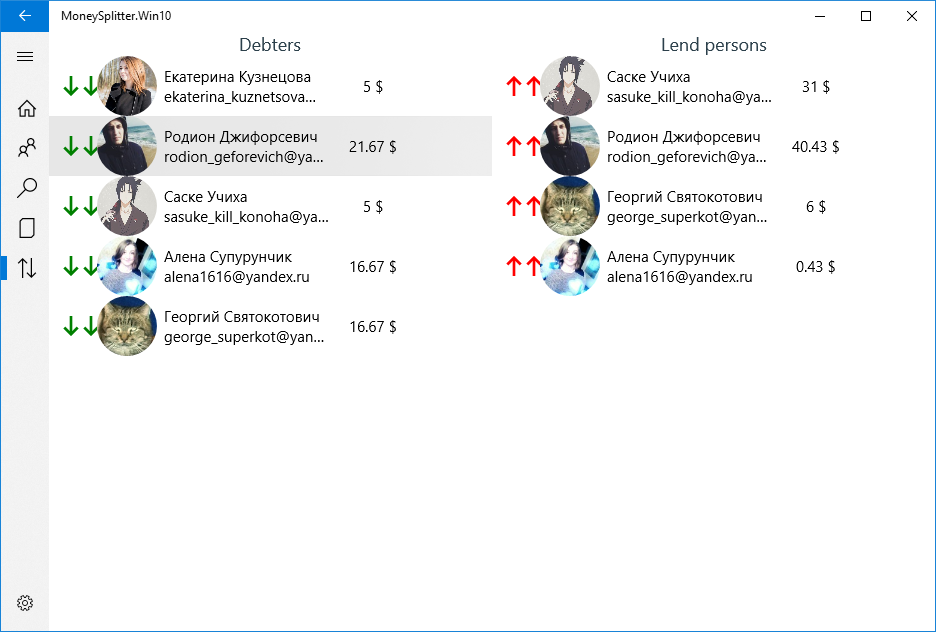 MoneySplitter.Win10
Debters
Екатерина Кузнецова
ekaterina_kuznetsova...
5 $
Родион Джифорсевич
rodion_geforevich@ya...
21.67 $
Саске Учиха
sasuke_kill_konoha@ya...
5 $
Алена Супурунчик
alena1616@yandex.ru
16.67 $
Георгий Святокотович
george_superkot@yan...
16.67 $
Lend persons
Саске Учиха
sasuke_kill_konoha@ya...
31 $
Родион Джифорсевич
rodion_geforevich@ya...
40.43 $
Георгий Святокотович
george_superkot@yan...
6 $
Алена Супурунчик
alena1616@yandex.ru
0.43 $